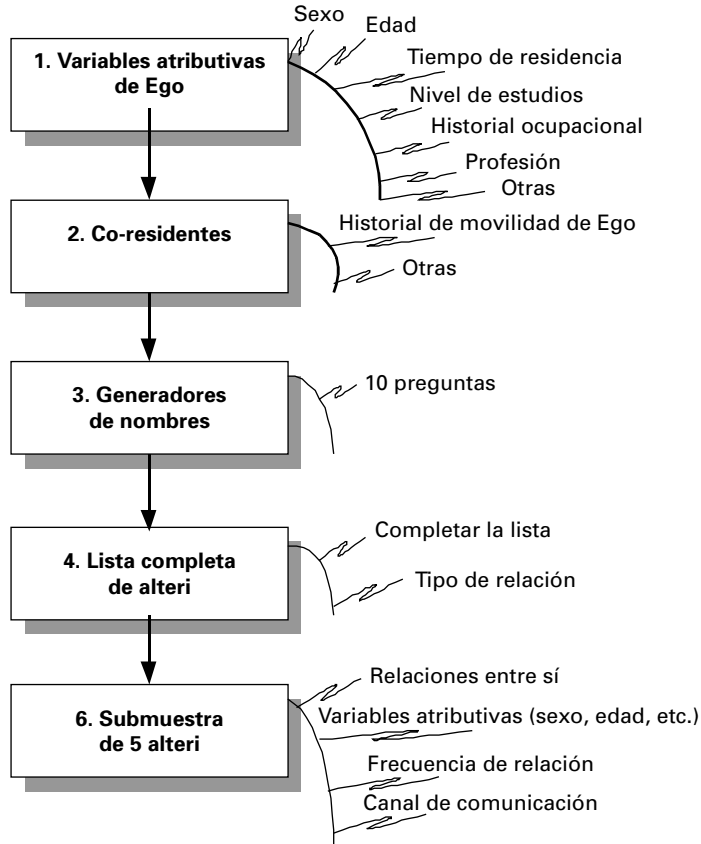 1. Variables atributivas
de Ego
Sexo
Edad
Tiempo de residencia
Nivel de estudios
Historial ocupacional
Profesión
Otras
2. Co-residentes
Historial de movilidad de Ego
Otras
3. Generadores
de nombres
10 preguntas
4. Lista completa
de alteri
Completar la lista
Tipo de relación
6. Submuestra
de 5 alteri
Relaciones entre sí
Variables atributivas (sexo, edad, etc.)
Frecuencia de relación
Canal de comunicación